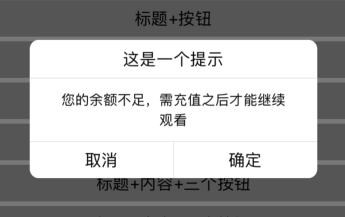 标题+按钮
这是一个提示
您的余额不足，需充值之后才能继续
观看
取消 确定
标题+内容+三个按钮